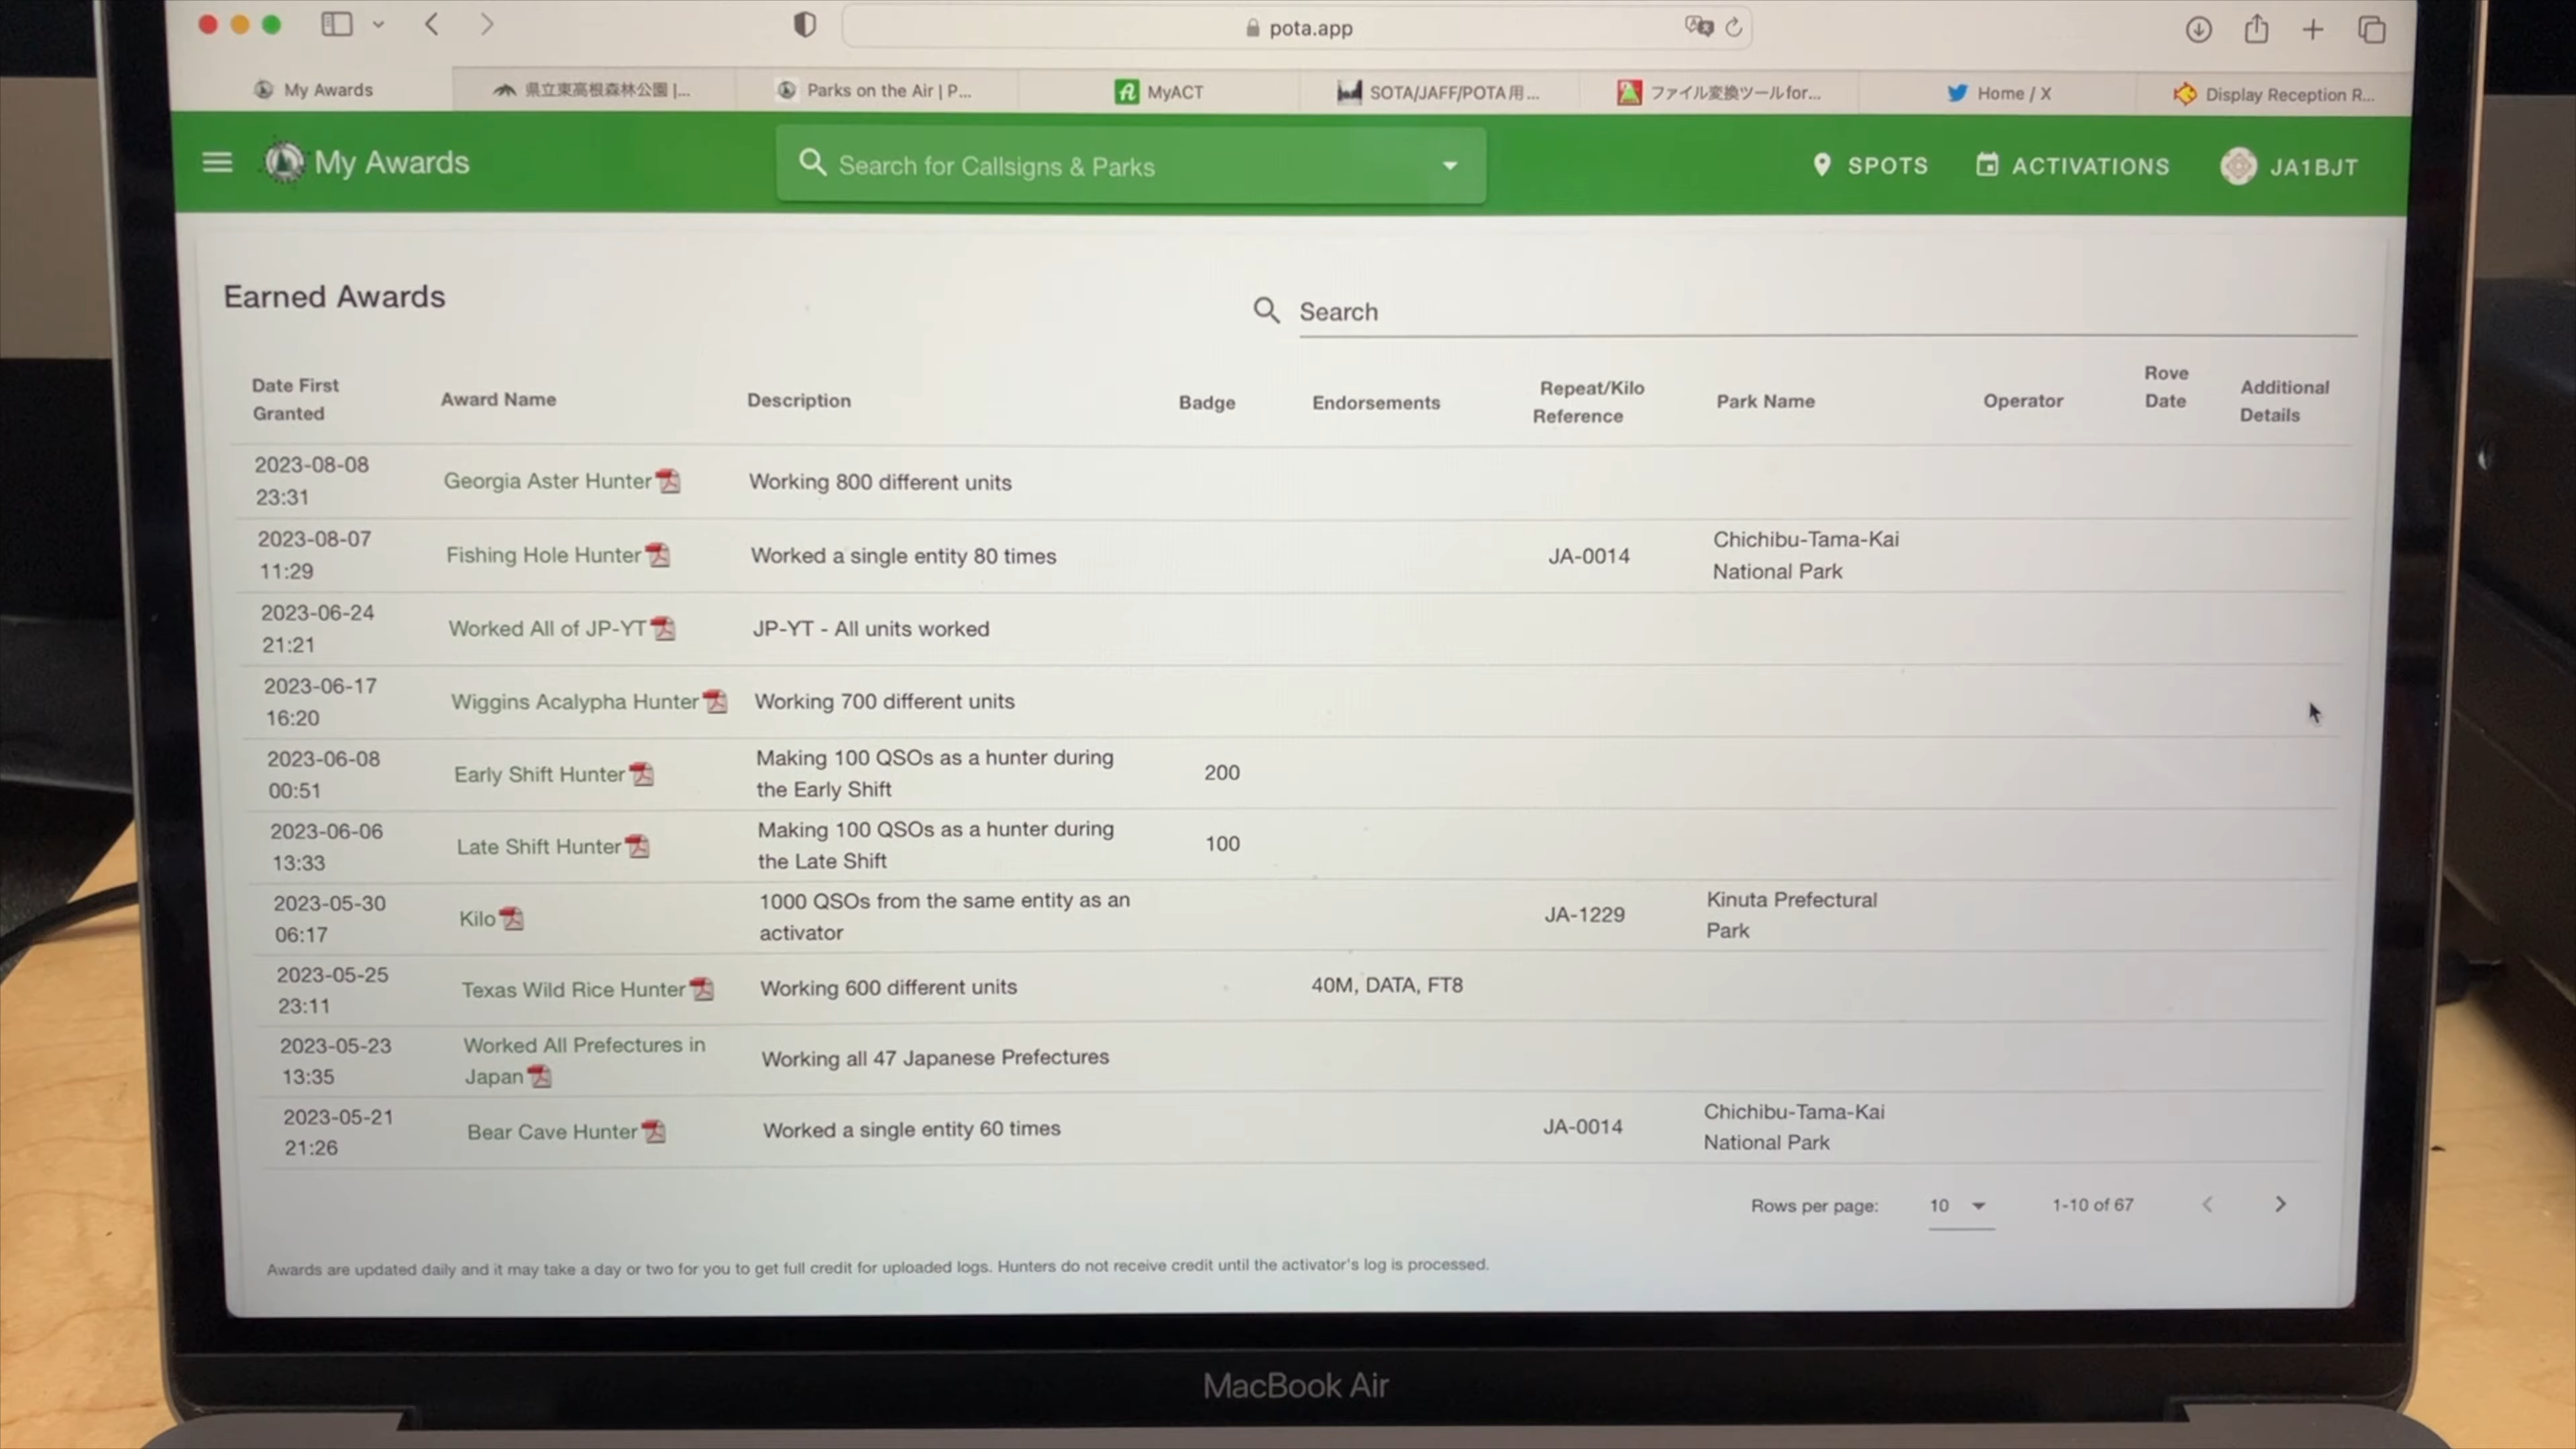 pota.app
My Awards
県立東高根森林公園 |...
Parks on the Air | P...
MyACT
SOTA/JAFF/POTA用...
ファイル変換ツールfor...
Home / X
Display Reception R...
My Awards
Search for Callsigns & Parks
SPOTS
ACTIVATIONS
JA1BJT
Earned Awards
Search
Date First
Granted
Award Name
Description
Badge
Endorsements
Repeat/Kilo
Reference
Park Name
Operator
Rove
Date
Additional
Details
2023-08-08
23:31
Georgia Aster Hunter
Working 800 different units
2023-08-07
11:29
Fishing Hole Hunter
Worked a single entity 80 times
JA-0014
Chichibu-Tama-Kai
National Park
2023-06-24
21:21
Worked All of JP-YT
JP-YT - All units worked
2023-06-17
16:20
Wiggins Acalypha Hunter
Working 700 different units
2023-06-08
00:51
Early Shift Hunter
Making 100 QSOs as a hunter during
the Early Shift
200
2023-06-06
13:33
Late Shift Hunter
Making 100 QSOs as a hunter during
the Late Shift
100
2023-05-30
06:17
Kilo
1000 QSOs from the same entity as an
activator
JA-1229
Kinuta Prefectural
Park
2023-05-25
23:11
Texas Wild Rice Hunter
Working 600 different units
40M, DATA, FT8
2023-05-23
13:35
Worked All Prefectures in
Japan
Working all 47 Japanese Prefectures
2023-05-21
21:26
Bear Cave Hunter
Worked a single entity 60 times
JA-0014
Chichibu-Tama-Kai
National Park
Rows per page:
10
1-10 of 67
Awards are updated daily and it may take a day or two for you to get full credit for uploaded logs. Hunters do not receive credit until the activator's log is processed.
MacBook Air